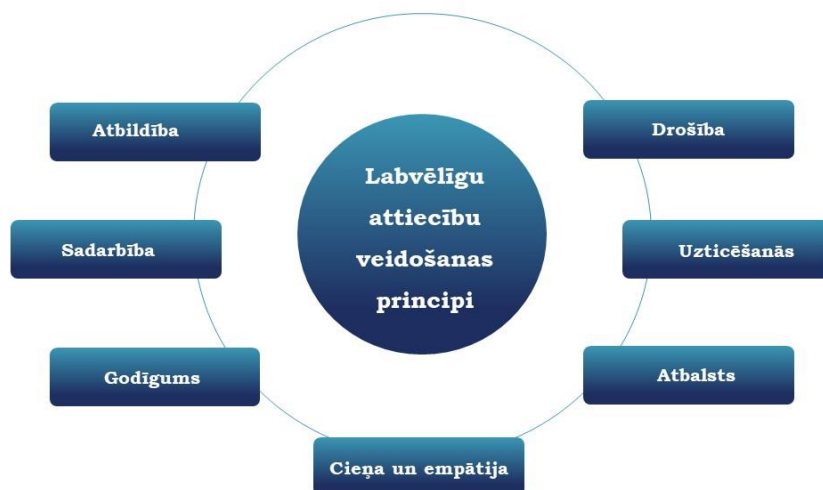 Atbildība
Drošība
Labvēlīgu
attiecību
veidošanas
principi
Sadarbība
Uzticēšanās
Godīgums
Atbalsts
Cieņa un empātija